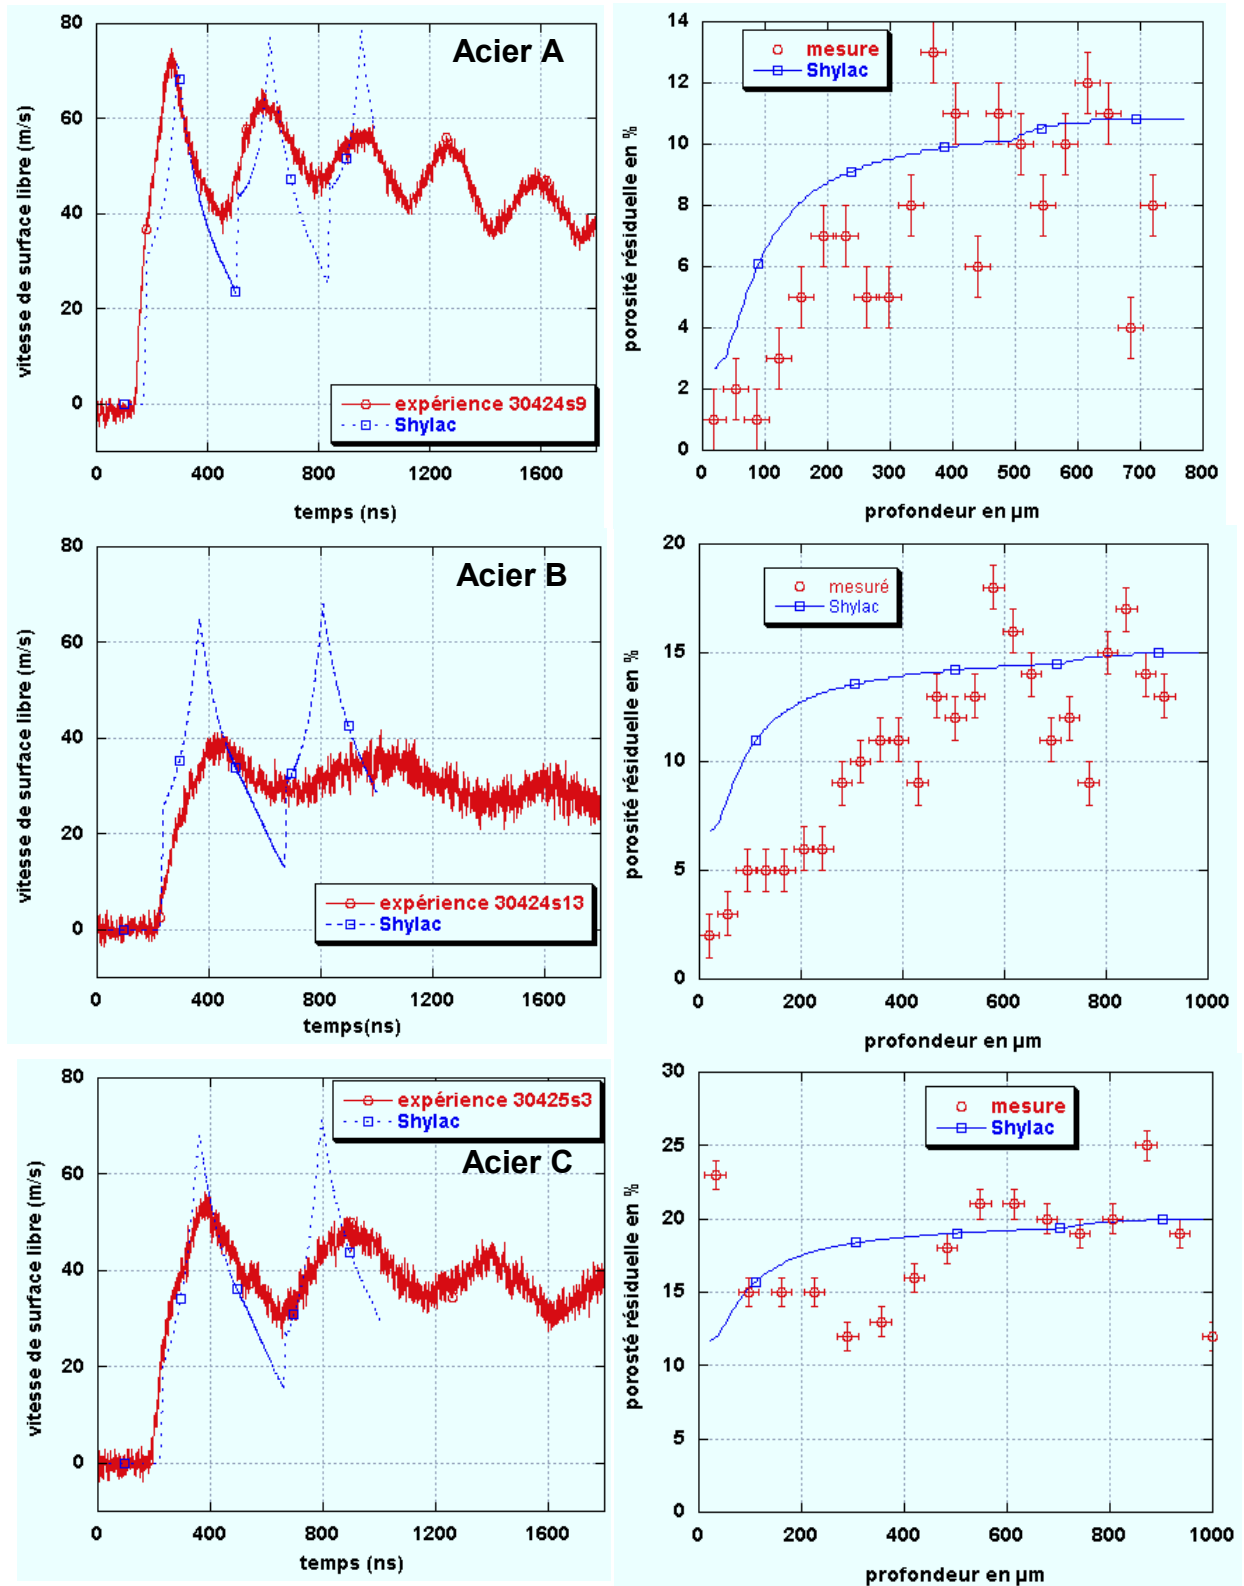 80
60
40
20
0
vitesse de surface libre (m/s)
Acier A
expérience 30424s9
Shylac
0 400 800 1200 1600
temps (ns)
14
12
10
8
6
4
2
0
porosité résiduelle en %
mesure
Shylac
0 100 200 300 400 500 600 700 800
profondeur en µm
80
60
40
20
0
vitesse de surface libre (m/s)
Acier B
expérience 30424s13
Shylac
0 400 800 1200 1600
temps(ns)
20
15
10
5
0
porosité résiduelle en %
mesuré
Shylac
0 200 400 600 800 1000
profondeur en µm
80
60
40
20
0
vitesse de surface libre (m/s)
expérience 30425s3
Shylac
Acier C
0 400 800 1200 1600
temps (ns)
30
25
20
15
10
5
0
porosté résiduelle en %
mesure
Shylac
0 200 400 600 800 1000
profondeur en µm